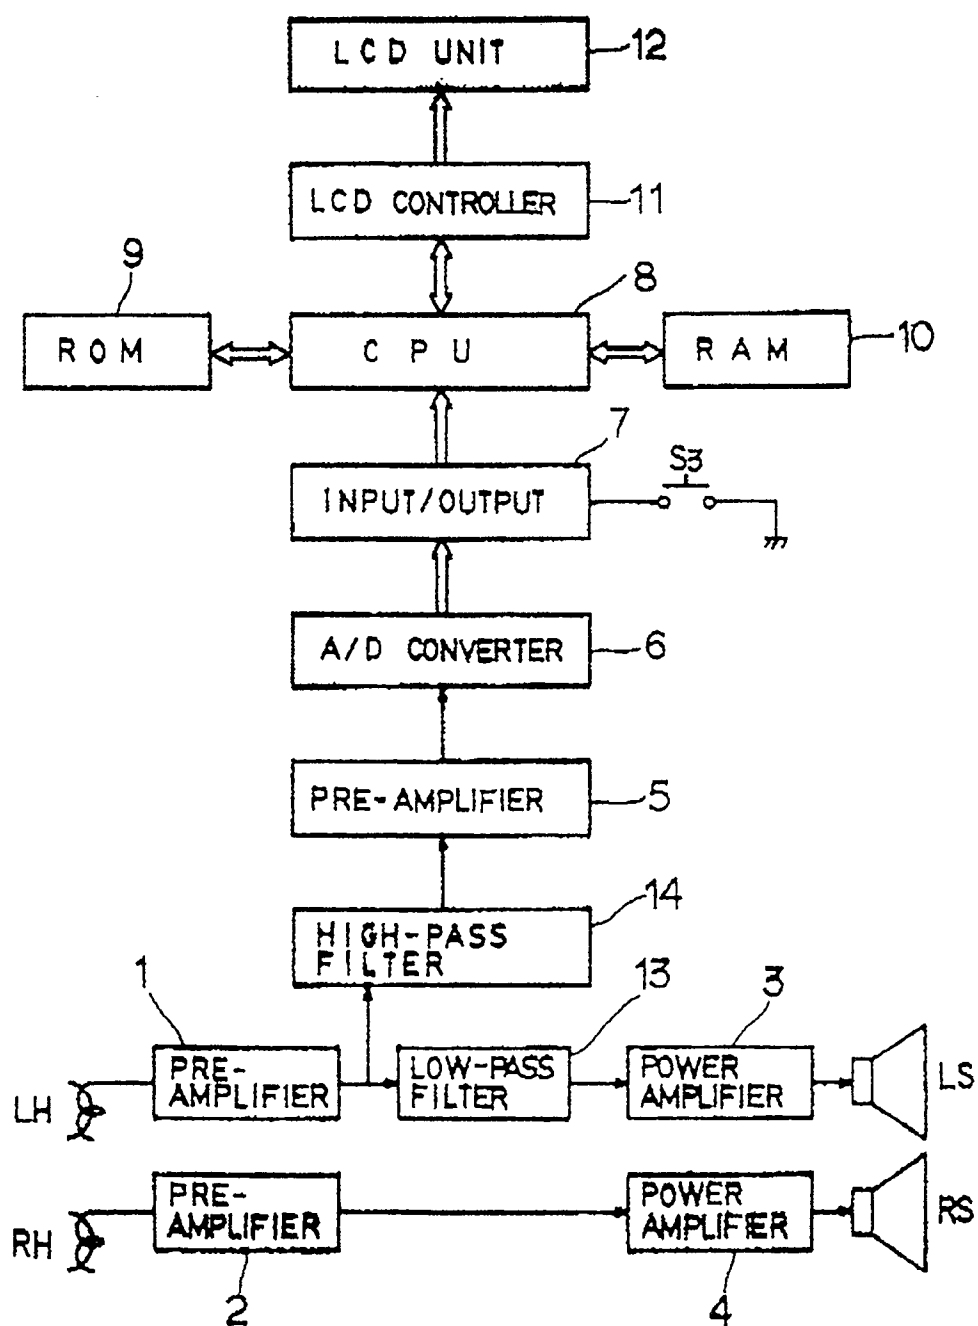 LCD UNIT
12
LCD CONTROLLER
11
9
8
ROM
CPU
RAM
10
7
S3
INPUT/OUTPUT
A/D CONVERTER
6
PRE-AMPLIFIER
5
14
HIGH-PASS
FILTER
1
13
3
PRE-
AMPLIFIER
LOW-PASS
FILTER
POWER
AMPLIFIER
LH
LS
PRE-
AMPLIFIER
POWER
AMPLIFIER
RH
RS
2
4